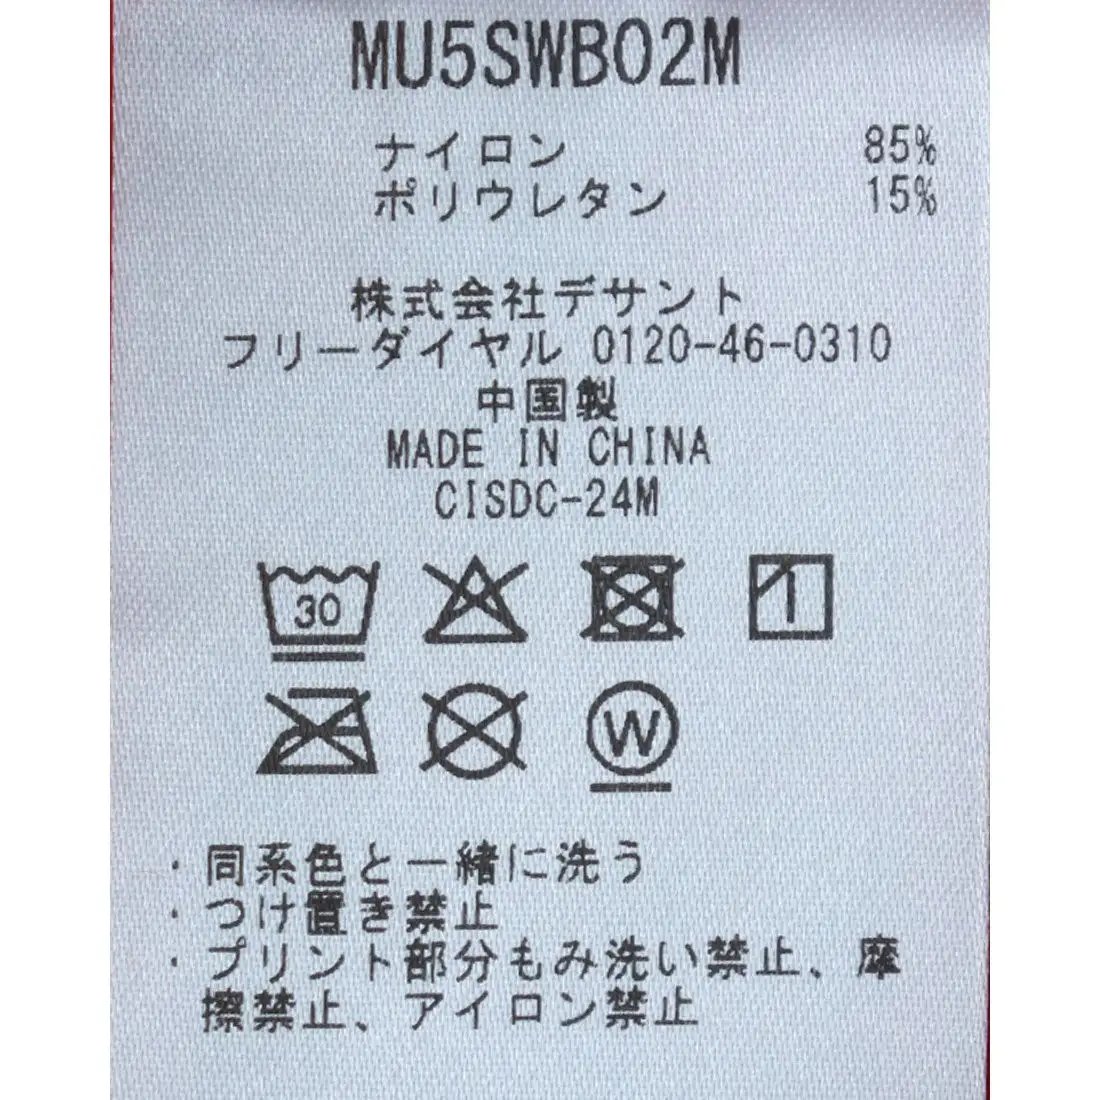 MU5SWB02M
ナイロン 85%
ポリウレタン 15%
株式会社デサント
フリーダイヤル 0120-46-0310
中国製
MADE IN CHINA
CISDC-24M
30
W
・同系色と一緒に洗う
・つけ置き禁止
・プリント部分もみ洗い禁止、摩
擦禁止、アイロン禁止